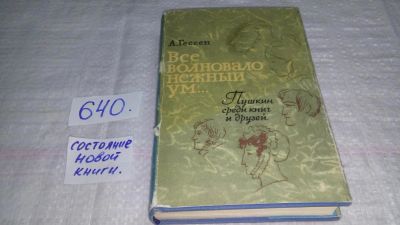 640.
состояние
новой
книги.
А. Гессен
Все
волновало
нежный
ум...
Пушкин
среди книг
и друзей